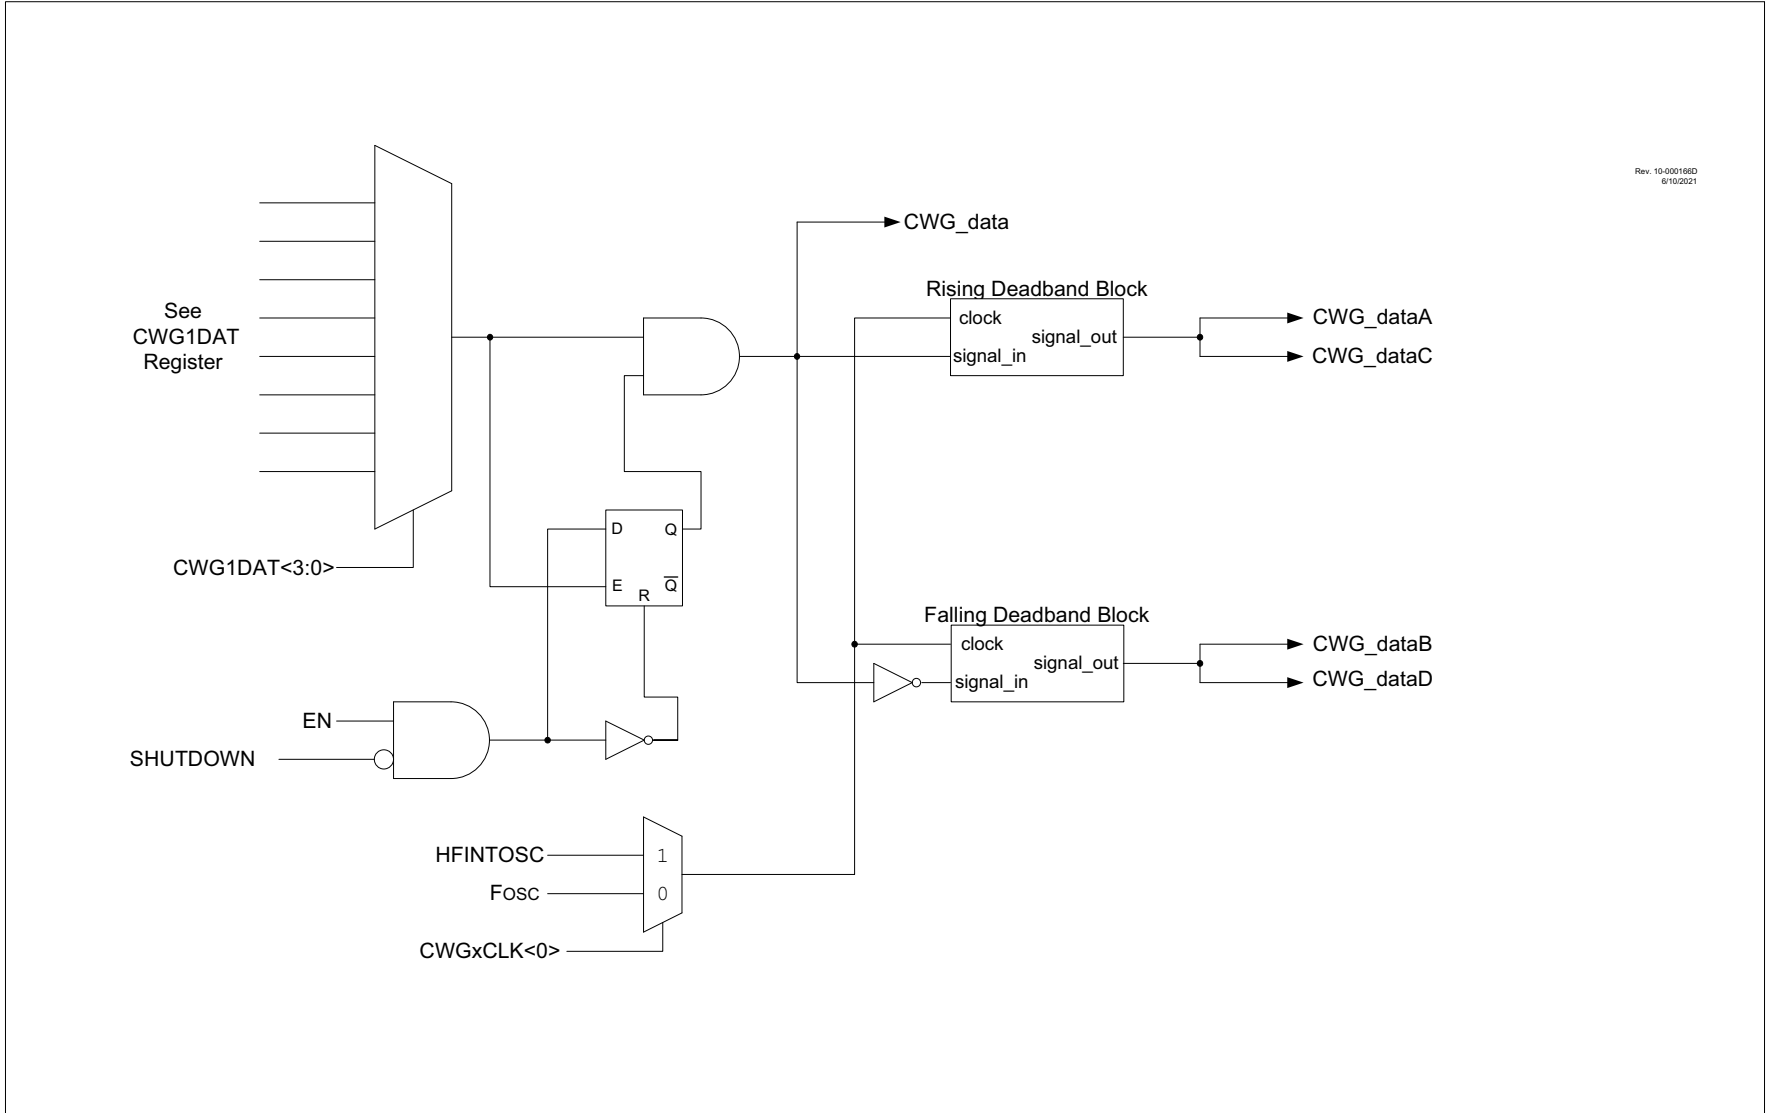 Rev. 10-000166D
6/10/2021
CWG_data
See
CWG1DAT
Register
Rising Deadband Block
clock
signal_out
signal_in
CWG_dataA
CWG_dataC
D
Q
E
Q̅
R
CWG1DAT<3:0>
Falling Deadband Block
clock
signal_out
signal_in
CWG_dataB
CWG_dataD
EN
SHUTDOWN
HFINTOSC
1
FOSC
0
CWGxCLK<0>